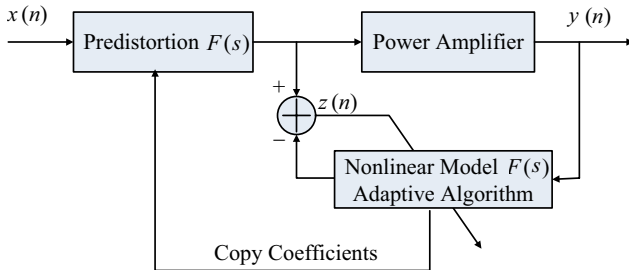 x(n)
y(n)
Predistortion F(s)
Power Amplifier
+
z(n)
−
Nonlinear Model F(s)
Adaptive Algorithm
Copy Coefficients